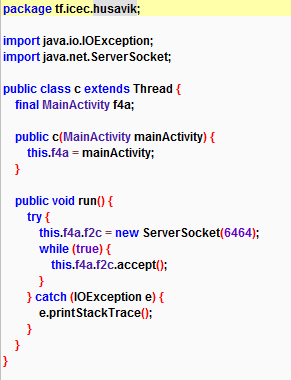 package tf.icec.husavik;
import java.io.IOException;
import java.net.ServerSocket;
public class c extends Thread {
final MainActivity f4a;
public c(MainActivity mainActivity) {
this.f4a = mainActivity;
}
public void run() {
try {
this.f4a.f2c = new ServerSocket(6464);
while (true) {
this.f4a.f2c.accept();
}
} catch (IOException e) {
e.printStackTrace();
}
}
}